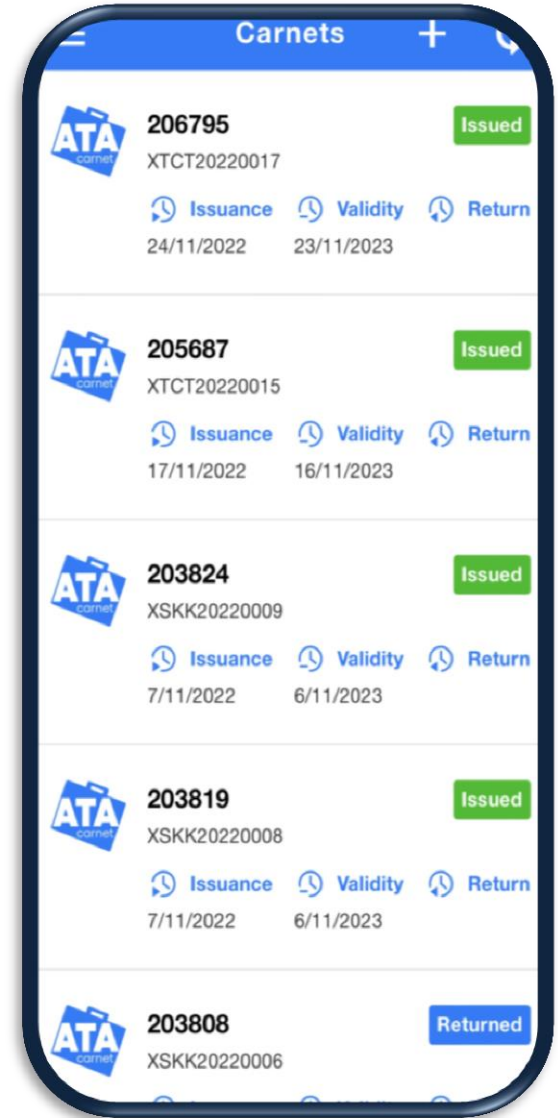 Carnets +
ATA carnet 206795 Issued
XTCT20220017
Issuance Validity Return
24/11/2022 23/11/2023
ATA carnet 205687 Issued
XTCT20220015
Issuance Validity Return
17/11/2022 16/11/2023
ATA carnet 203824 Issued
XSKK20220009
Issuance Validity Return
7/11/2022 6/11/2023
ATA carnet 203819 Issued
XSKK20220008
Issuance Validity Return
7/11/2022 6/11/2023
ATA carnet 203808 Returned
XSKK20220006